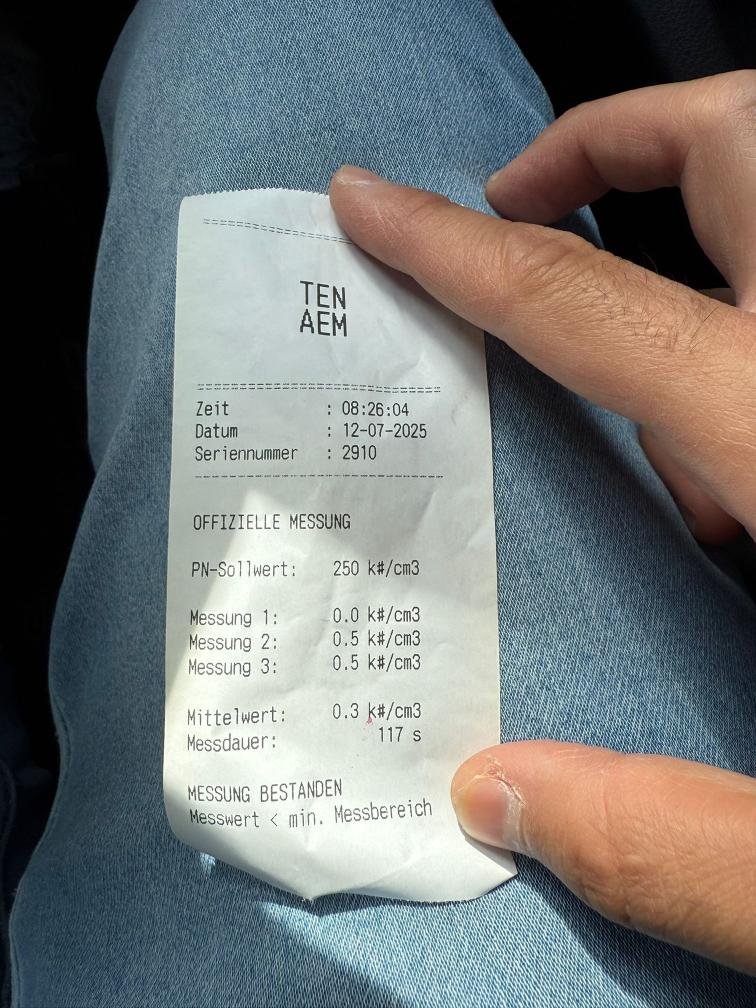 TEN
AEM
Zeit : 08:26:04
Datum : 12-07-2025
Seriennummer : 2910
OFFIZIELLE MESSUNG
PN-Sollwert: 250 k#/cm3
Messung 1: 0.0 k#/cm3
Messung 2: 0.5 k#/cm3
Messung 3: 0.5 k#/cm3
Mittelwert: 0.3 k#/cm3
Messdauer: 117 s
MESSUNG BESTANDEN
Messwert < min. Messbereich